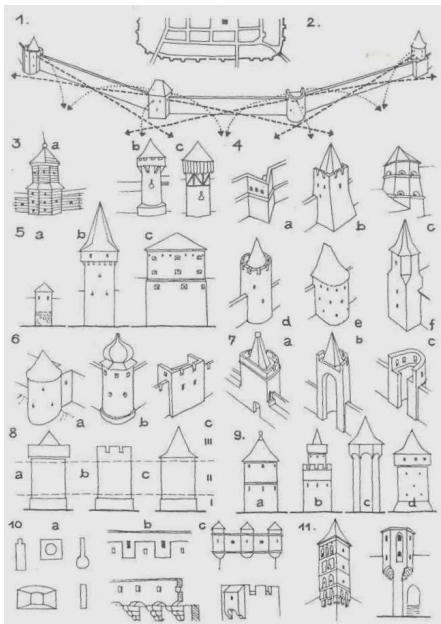 1. 2.
3 a b c 4
a b c
5 a b c
d e f
6 7 a b c
a b c
8 III 9.
a b c II a b c d
I
10 a b c 11.